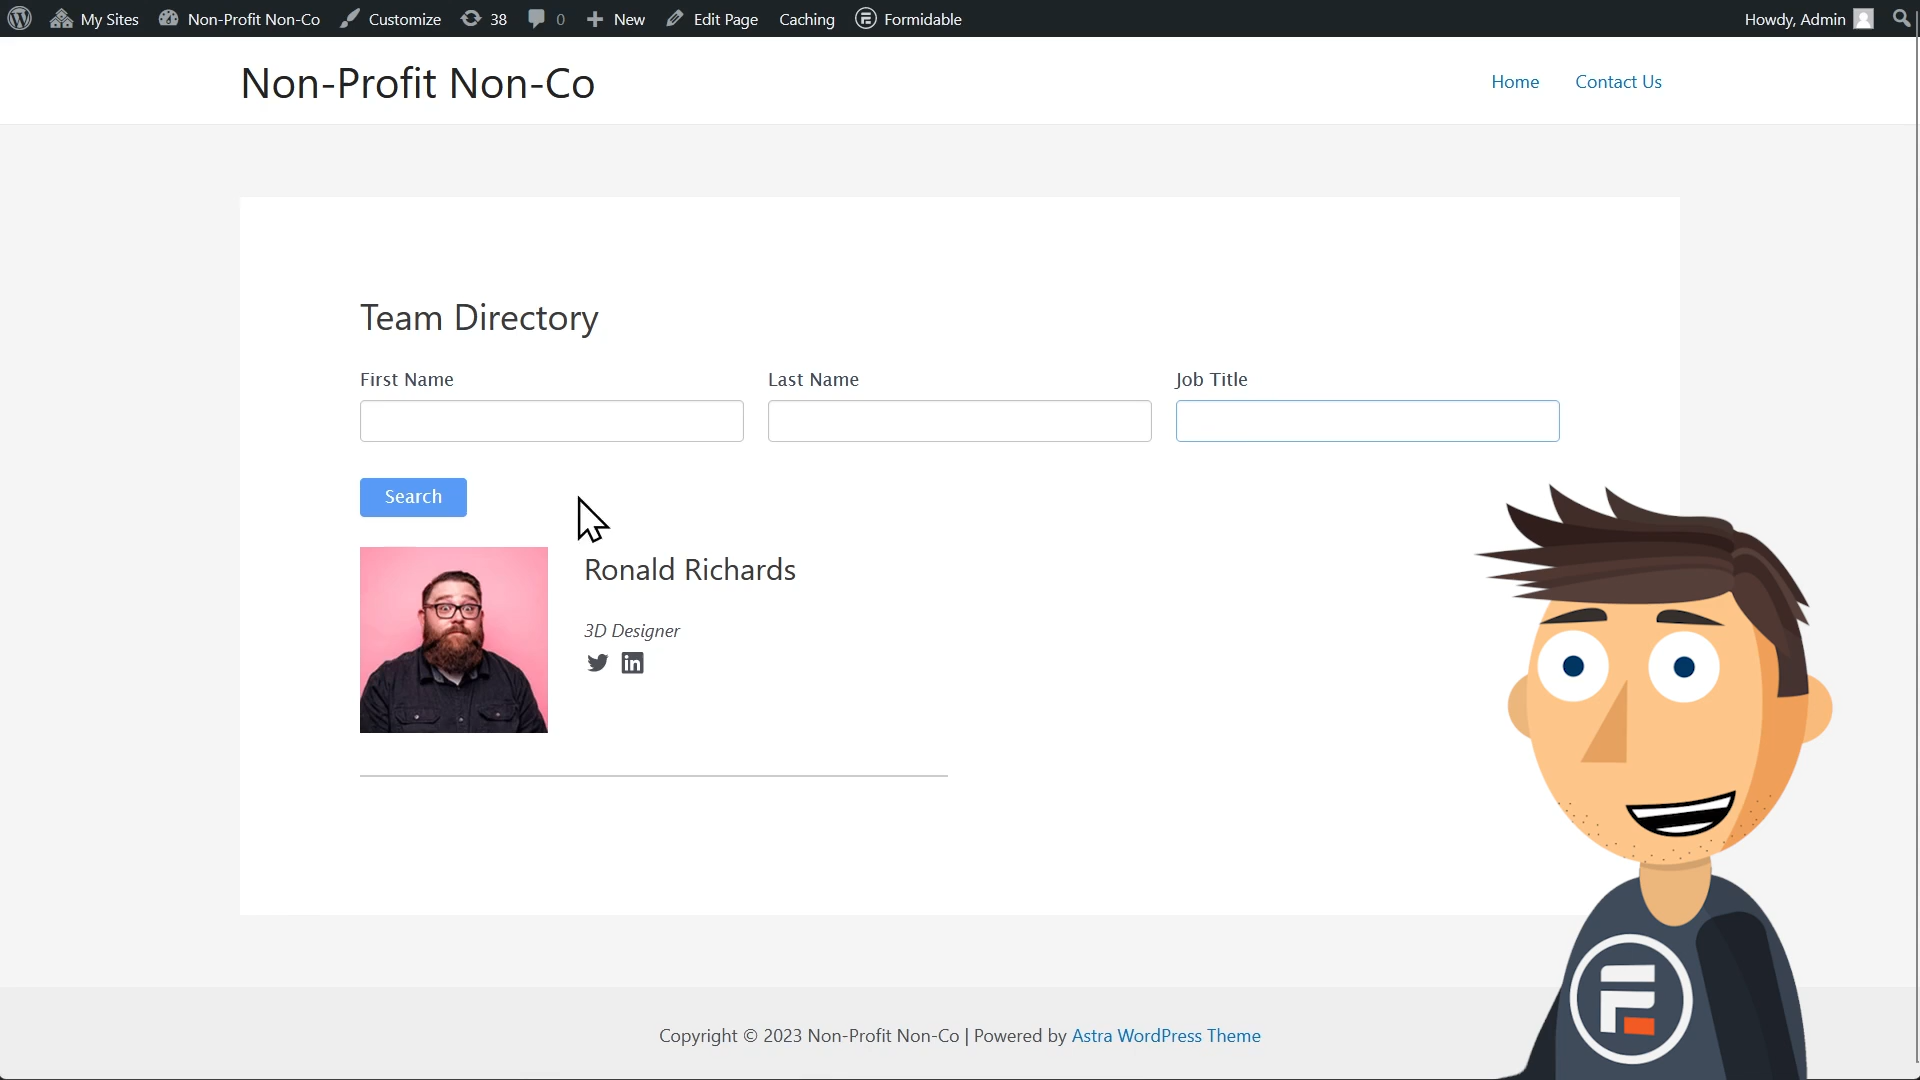 My Sites Non-Profit Non-Co Customize 38 0 New Edit Page Caching Formidable Howdy, Admin
Non-Profit Non-Co
Home Contact Us
Team Directory
First Name Last Name Job Title
Search
Ronald Richards
3D Designer
Copyright © 2023 Non-Profit Non-Co | Powered by Astra WordPress Theme